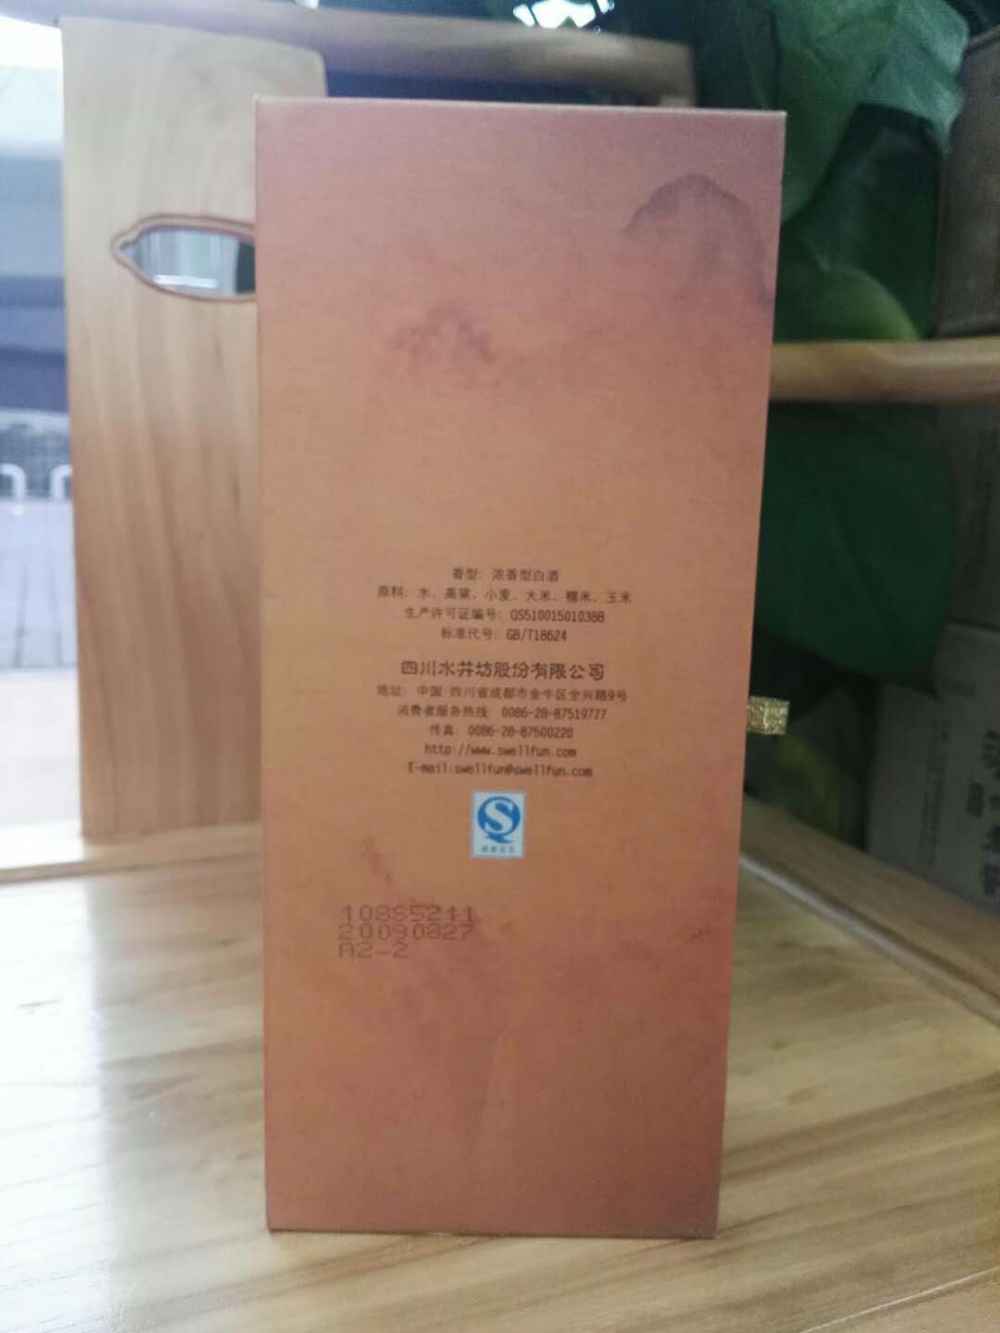 香型：浓香型白酒
原料：水、高粱、小麦、大米、糯米、玉米
生产许可证编号：QS510015010388
标准代号：GB/T18624
四川水井坊股份有限公司
地址：中国·四川省成都市金牛区全兴路9号
消费者服务热线：0086-28-87519777
传真：0086-28-87500220
http://www.swellfun.com
E-mail:swellfun@swellfun.com
10885211
20090827
A2-2